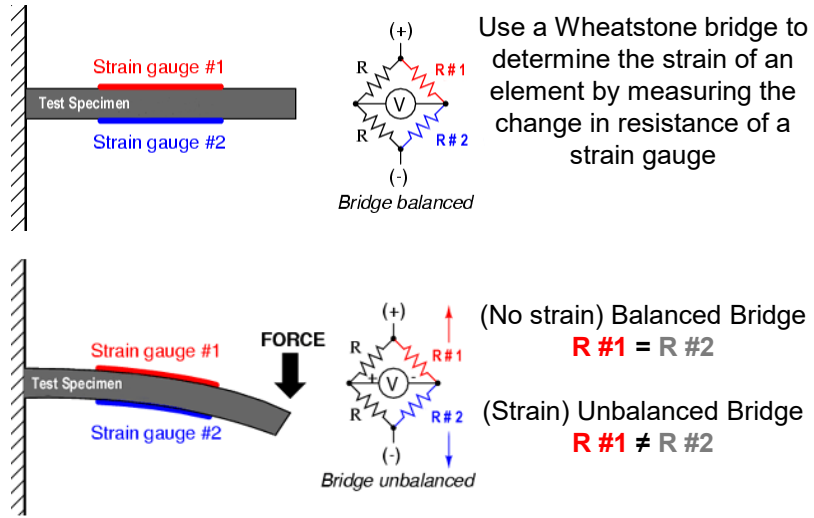 Strain gauge #1
Test Specimen
Strain gauge #2
(+)
R
R#1
V
R
R#2
(-)
Bridge balanced
Use a Wheatstone bridge to
determine the strain of an
element by measuring the
change in resistance of a
strain gauge
Strain gauge #1
FORCE
Test Specimen
Strain gauge #2
(+)
R
R#1
+ V -
R
R#2
(-)
Bridge unbalanced
(No strain) Balanced Bridge
R #1 = R #2
(Strain) Unbalanced Bridge
R #1 ≠ R #2